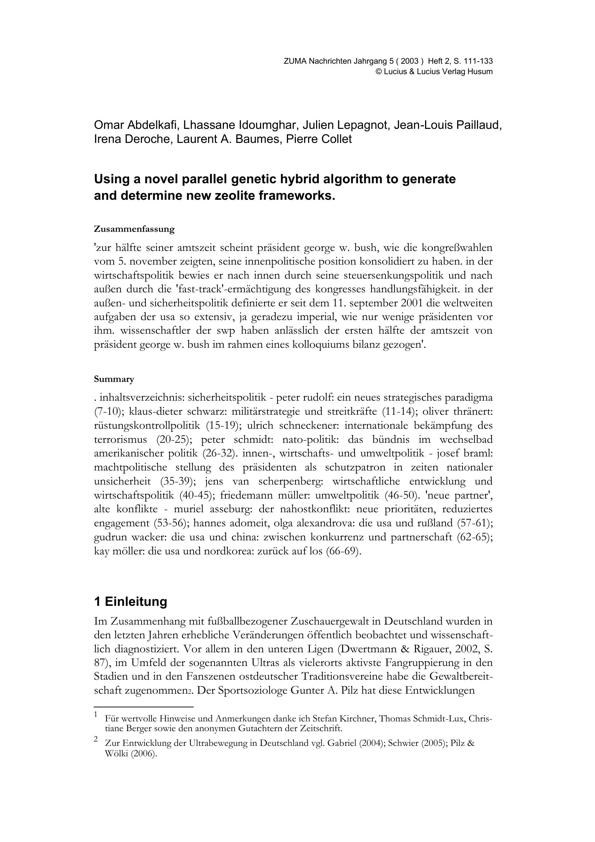 ZUMA Nachrichten Jahrgang 5 ( 2003 ) Heft 2, S. 111-133
© Lucius & Lucius Verlag Husum
Omar Abdelkafi, Lhassane Idoumghar, Julien Lepagnot, Jean-Louis Paillaud,
Irena Deroche, Laurent A. Baumes, Pierre Collet
Using a novel parallel genetic hybrid algorithm to generate
and determine new zeolite frameworks.
Zusammenfassung
'zur hälfte seiner amtszeit scheint präsident george w. bush, wie die kongreßwahlen
vom 5. november zeigten, seine innenpolitische position konsolidiert zu haben. in der
wirtschaftspolitik bewies er nach innen durch seine steuersenkungspolitik und nach
außen durch die 'fast-track'-ermächtigung des kongresses handlungsfähigkeit. in der
außen- und sicherheitspolitik definierte er seit dem 11. september 2001 die weltweiten
aufgaben der usa so extensiv, ja geradezu imperial, wie nur wenige präsidenten vor
ihm. wissenschaftler der swp haben anlässlich der ersten hälfte der amtszeit von
präsident george w. bush im rahmen eines kolloquiums bilanz gezogen'.
Summary
. inhaltsverzeichnis: sicherheitspolitik - peter rudolf: ein neues strategisches paradigma
(7-10); klaus-dieter schwarz: militärstrategie und streitkräfte (11-14); oliver thränert:
rüstungskontrollpolitik (15-19); ulrich schneckener: internationale bekämpfung des
terrorismus (20-25); peter schmidt: nato-politik: das bündnis im wechselbad
amerikanischer politik (26-32). innen-, wirtschafts- und umweltpolitik - josef braml:
machtpolitische stellung des präsidenten als schutzpatron in zeiten nationaler
unsicherheit (35-39); jens van scherpenberg: wirtschaftliche entwicklung und
wirtschaftspolitik (40-45); friedemann müller: umweltpolitik (46-50). 'neue partner',
alte konflikte - muriel asseburg: der nahostkonflikt: neue prioritäten, reduziertes
engagement (53-56); hannes adomeit, olga alexandrova: die usa und rußland (57-61);
gudrun wacker: die usa und china: zwischen konkurrenz und partnerschaft (62-65);
kay möller: die usa und nordkorea: zurück auf los (66-69).
1 Einleitung
Im Zusammenhang mit fußballbezogener Zuschauergewalt in Deutschland wurden in
den letzten Jahren erhebliche Veränderungen öffentlich beobachtet und wissenschaft-
lich diagnostiziert. Vor allem in den unteren Ligen (Dwertmann & Rigauer, 2002, S.
87), im Umfeld der sogenannten Ultras als vielerorts aktivste Fangruppierung in den
Stadien und in den Fanszenen ostdeutscher Traditionsvereine habe die Gewaltbereit-
schaft zugenommen2. Der Sportsoziologe Gunter A. Pilz hat diese Entwicklungen
1 Für wertvolle Hinweise und Anmerkungen danke ich Stefan Kirchner, Thomas Schmidt-Lux, Chris-
tiane Berger sowie den anonymen Gutachtern der Zeitschrift.
2 Zur Entwicklung der Ultrabewegung in Deutschland vgl. Gabriel (2004); Schwier (2005); Pilz &
Wölki (2006).